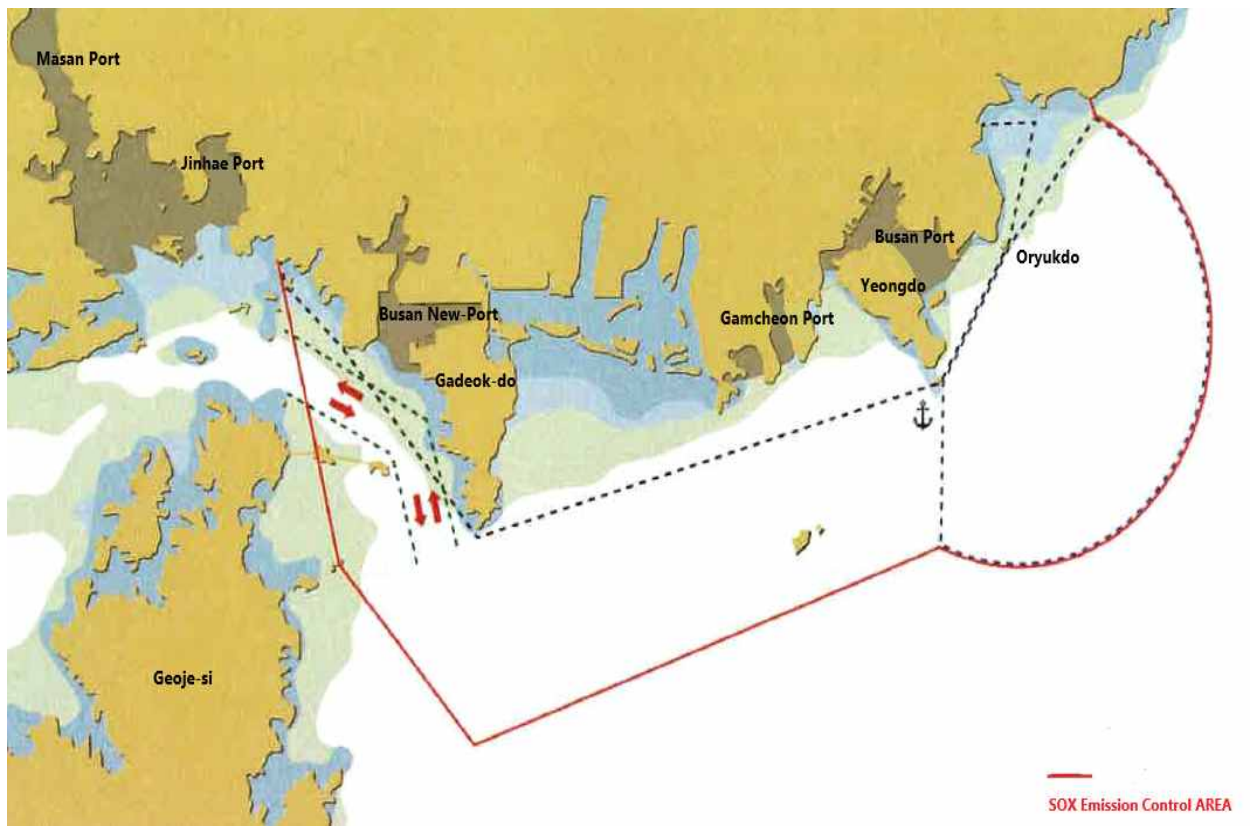 Masan Port
Jinhae Port
Busan Port
Oryukdo
Yeongdo
Busan New-Port
Gamcheon Port
Gadeok-do
Geoje-si
SOX Emission Control AREA